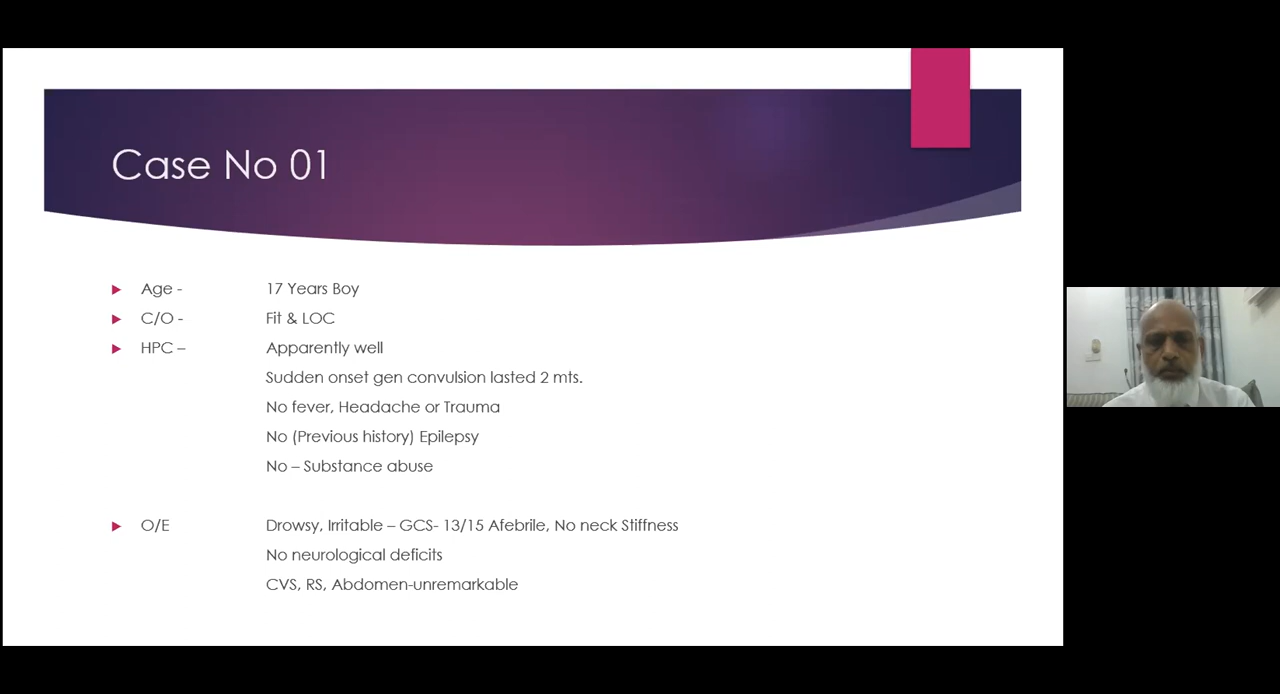 Case No 01
Age - 17 Years Boy
C/O - Fit & LOC
HPC – Apparently well
Sudden onset gen convulsion lasted 2 mts.
No fever, Headache or Trauma
No (Previous history) Epilepsy
No – Substance abuse
O/E Drowsy, Irritable – GCS- 13/15 Afebrile, No neck Stiffness
No neurological deficits
CVS, RS, Abdomen-unremarkable